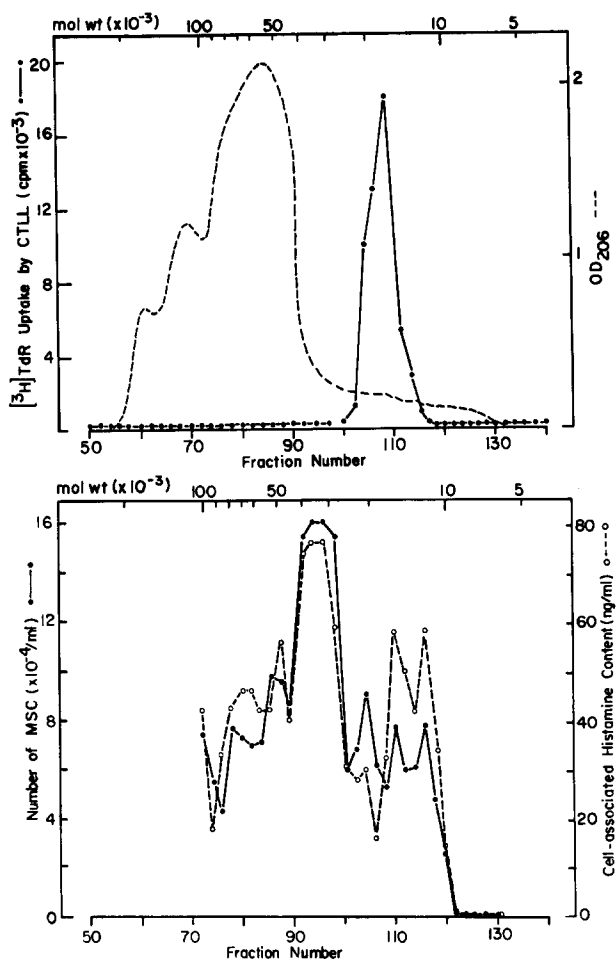 mol wt (x10⁻³) 100 50 10 5
[³H]TdR Uptake by CTLL (cpm x10⁻³) •—•
20
16
12
8
4
OD206 ---
2
1
0
50 70 90 110 130
Fraction Number
mol wt (x10⁻³) 100 50 10 5
Number of MSC (x10⁻⁴/ml) •—•
16
12
8
4
0
Cell-associated Histamine Content (ng/ml) o---o
80
60
40
20
0
50 70 90 110 130
Fraction Number